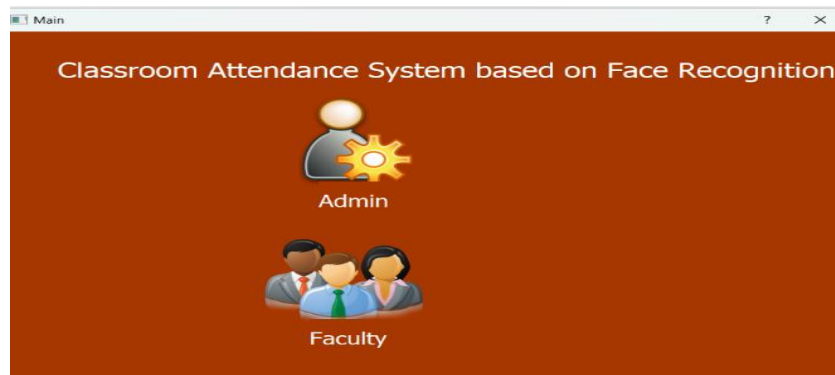 Main
?
Classroom Attendance System based on Face Recognition
Admin
Faculty